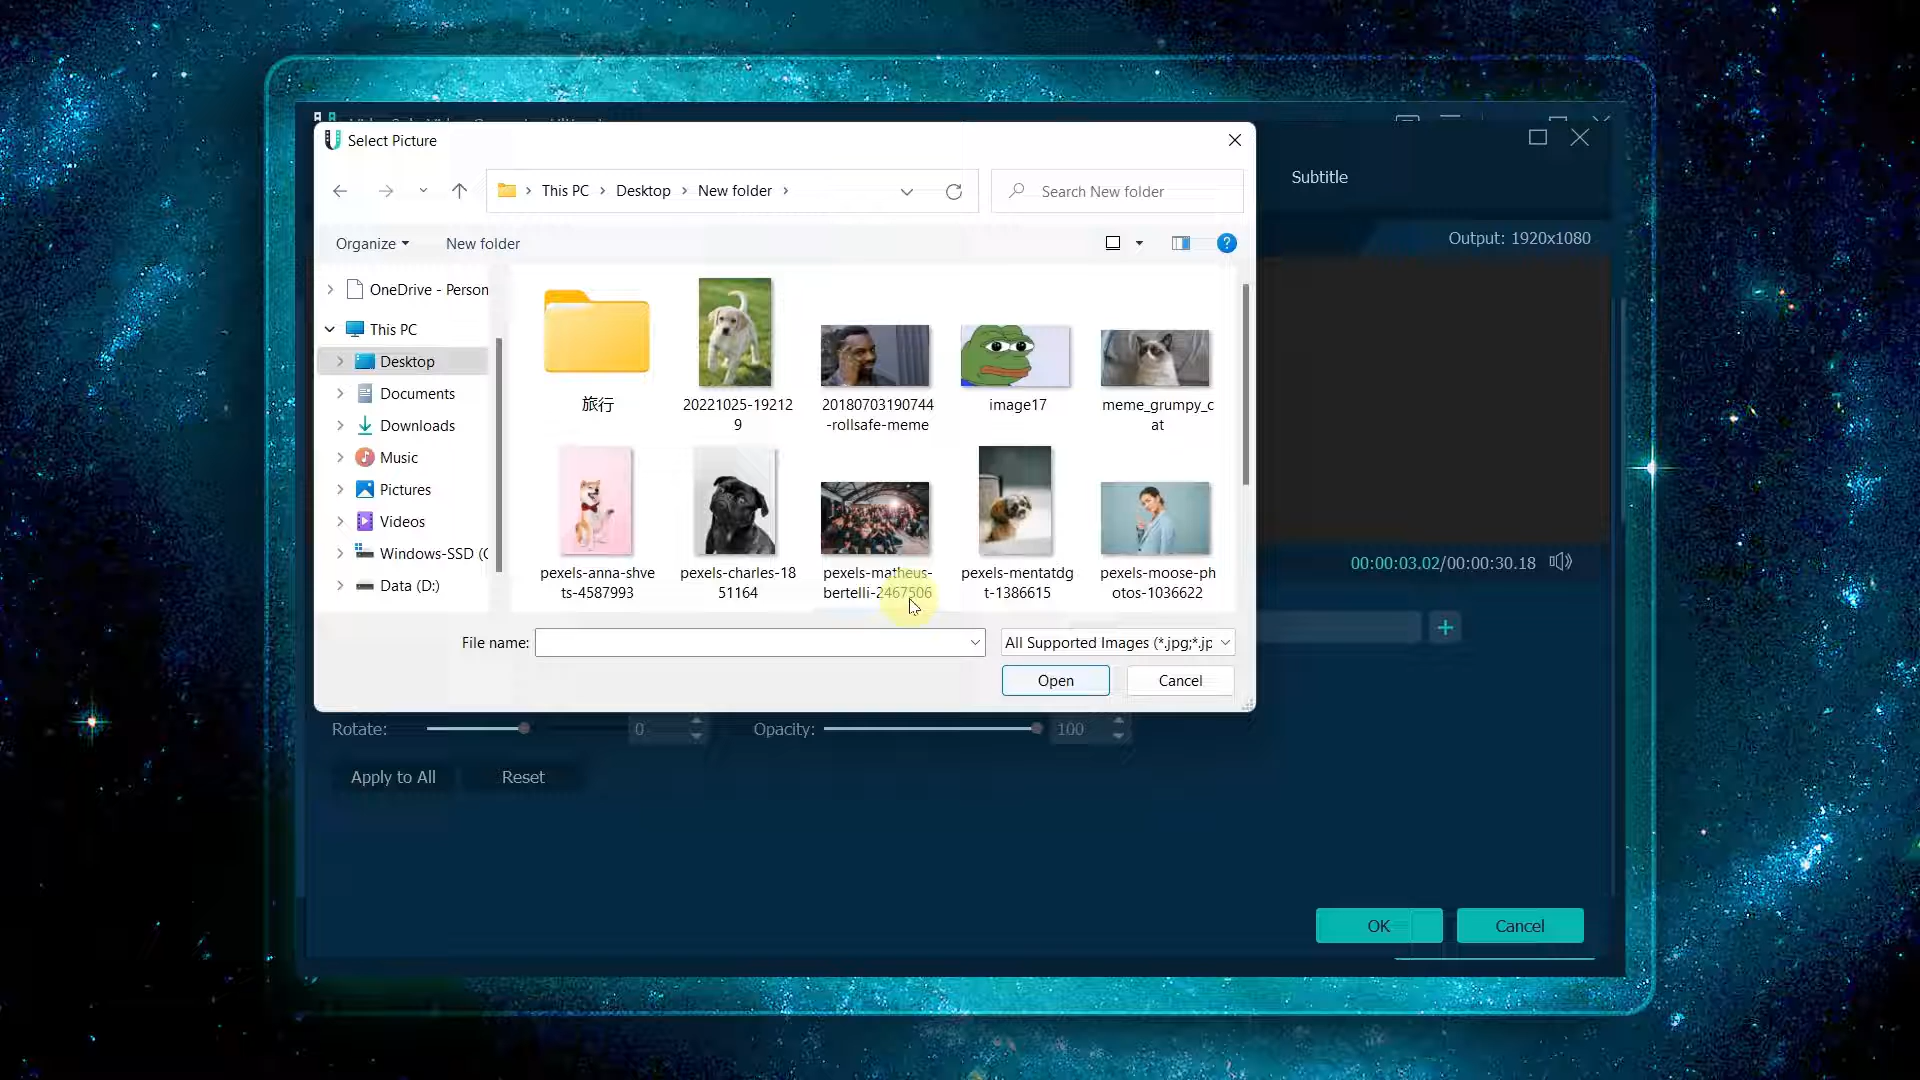 Select Picture
This PC
Desktop
New folder
Search New folder
Subtitle
Organize
New folder
Output: 1920x1080
OneDrive - Person
This PC
Desktop
Documents
Downloads
Music
Pictures
Videos
Windows-SSD (C
Data (D:)
旅行
20221025-19212
9
20180703190744
-rollsafe-meme
image17
meme_grumpy_c
at
pexels-anna-shve
ts-4587993
pexels-charles-18
51164
pexels-matheus-
bertelli-2467506
pexels-mentatdg
t-1386615
pexels-moose-ph
otos-1036622
00:00:03.02/00:00:30.18
File name:
All Supported Images (*.jpg;*.jp
Open
Cancel
Rotate:
0
Opacity:
100
Apply to All
Reset
OK
Cancel